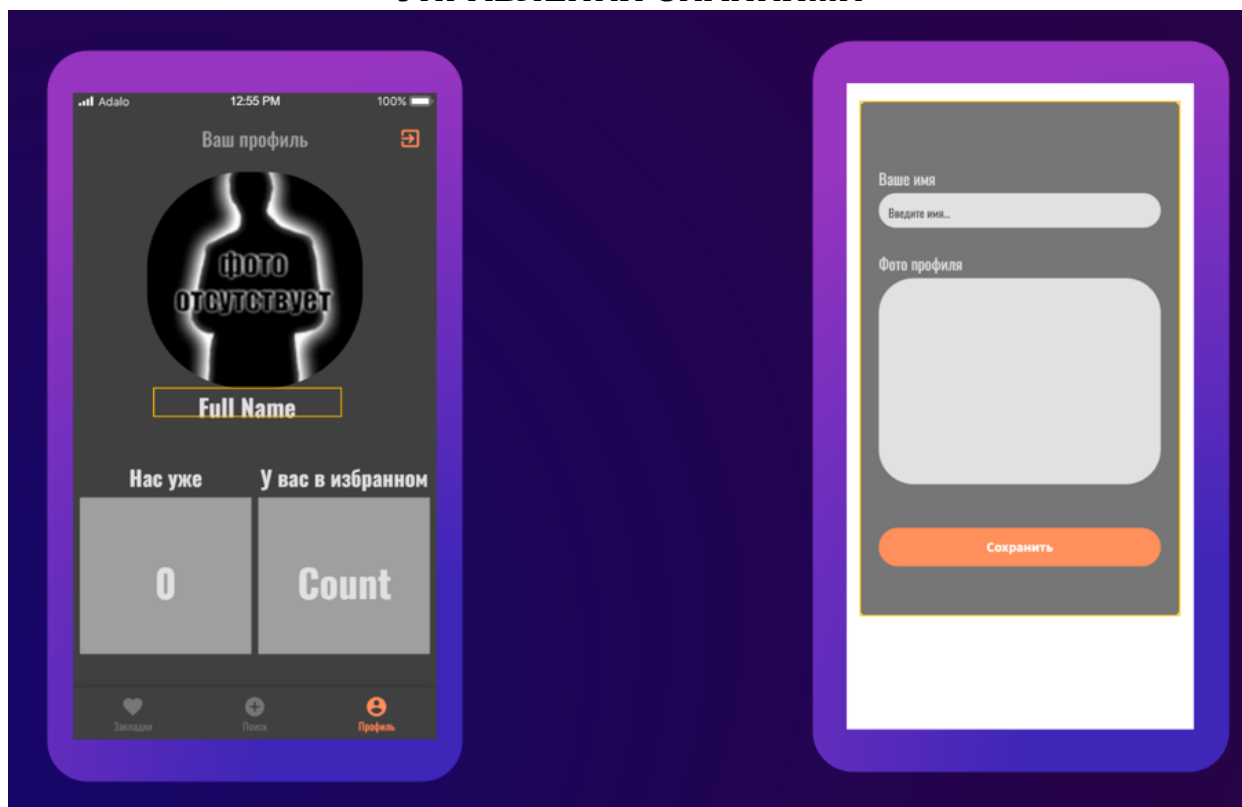 Adalo
12:55 PM
100%
Ваш профиль
фото
отсутствует
Full Name
Нас уже
У вас в избранном
0
Count
Закладки
Поиск
Профиль
Ваше имя
Введите имя...
Фото профиля
Сохранить